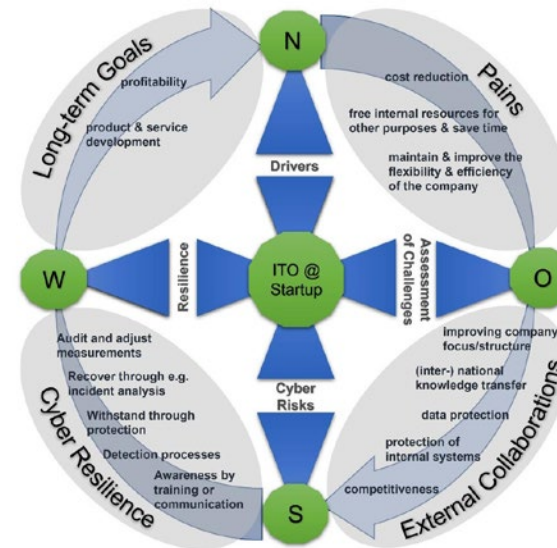 N
Long-term Goals
profitability
product & service
development
Pains
cost reduction
free internal resources for
other purposes & save time
maintain & improve the
flexibility & efficiency
of the company
Drivers
W
Resilience
ITO @
Startup
Assessment
of Challenges
O
Cyber
Risks
Cyber Resilience
Audit and adjust
measurements
Recover through e.g.
incident analysis
Withstand through
protection
Detection processes
Awareness by
training or
communication
External Collaborations
improving company
focus/structure
(inter-) national
knowledge transfer
data protection
protection of
internal systems
competitiveness
S